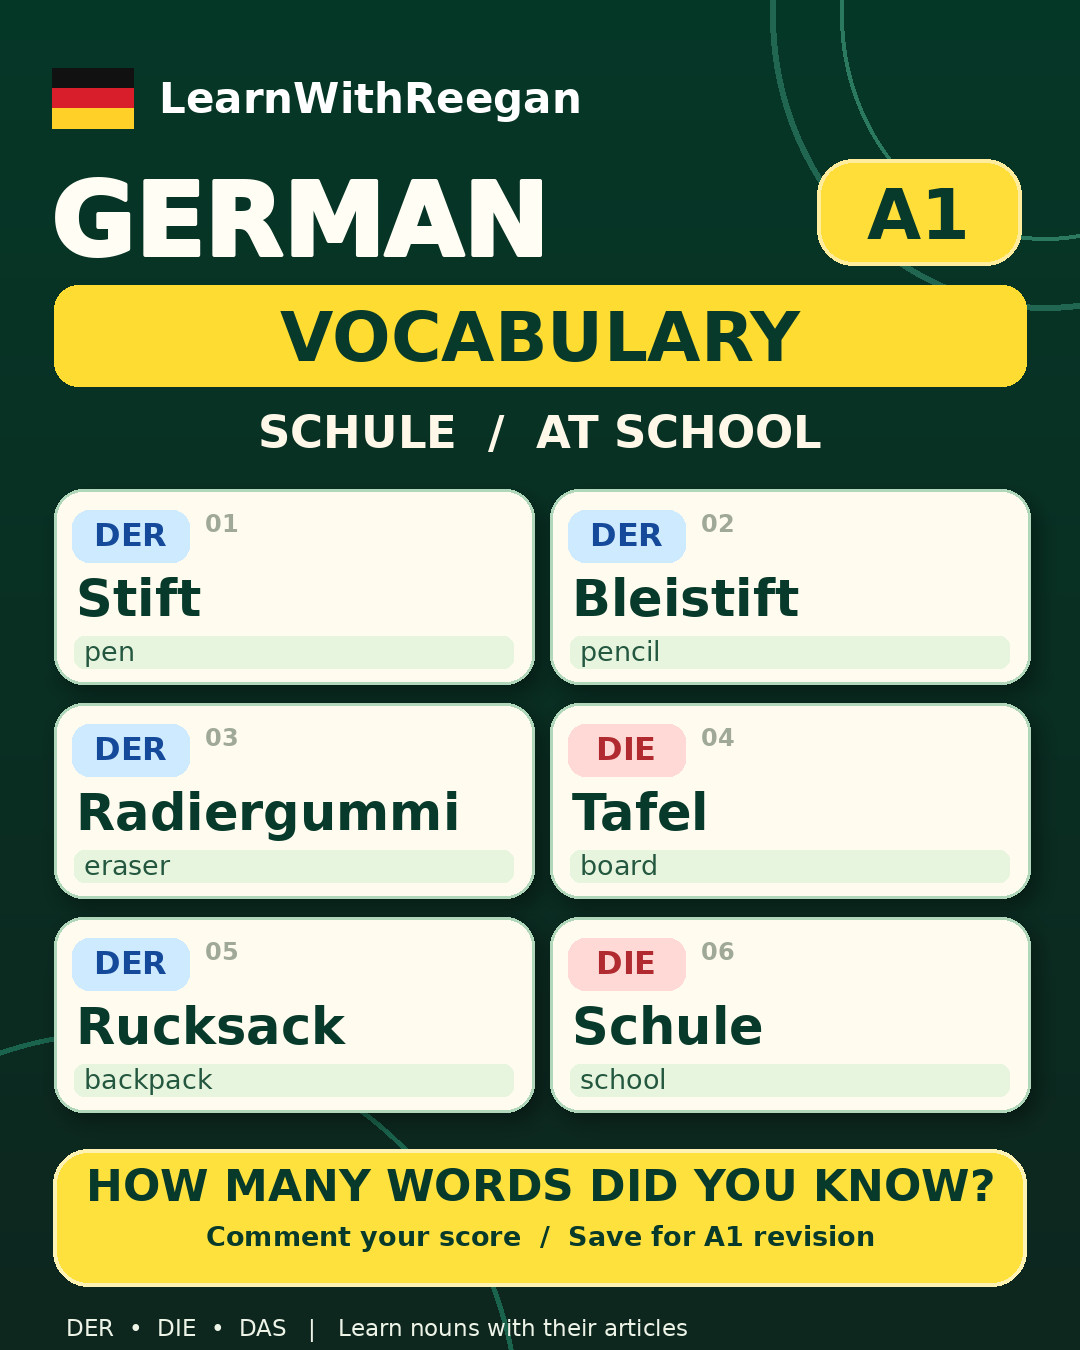 LearnWithReegan
GERMAN
A1
VOCABULARY
SCHULE / AT SCHOOL
DER 01
Stift
pen
DER 02
Bleistift
pencil
DER 03
Radiergummi
eraser
DIE 04
Tafel
board
DER 05
Rucksack
backpack
DIE 06
Schule
school
HOW MANY WORDS DID YOU KNOW?
Comment your score / Save for A1 revision
DER • DIE • DAS | Learn nouns with their articles